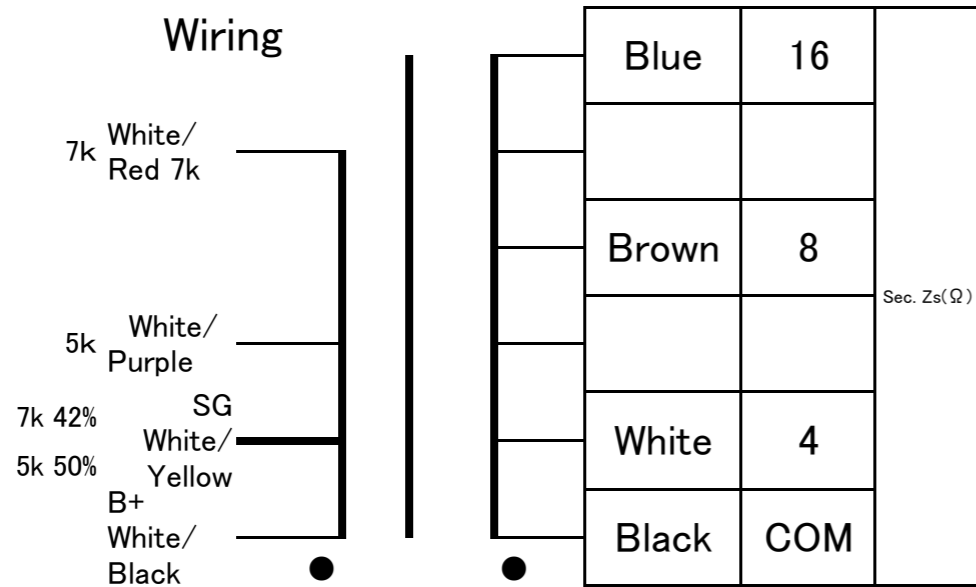 Wiring
7k White/
Red 7k
5k White/
Purple
SG
7k 42%
White/
5k 50%
Yellow
B+
White/
Black
Blue 16
Brown 8
Sec. Zs(Ω)
White 4
Black COM